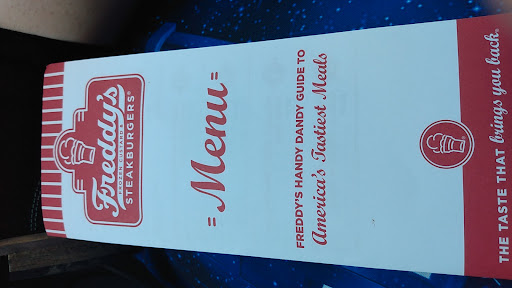 Freddy's
FROZEN CUSTARD &
STEAKBURGERS®
= Menu =
FREDDY'S HANDY DANDY GUIDE TO
America's Tastiest Meals
THE TASTE THAT brings you back.